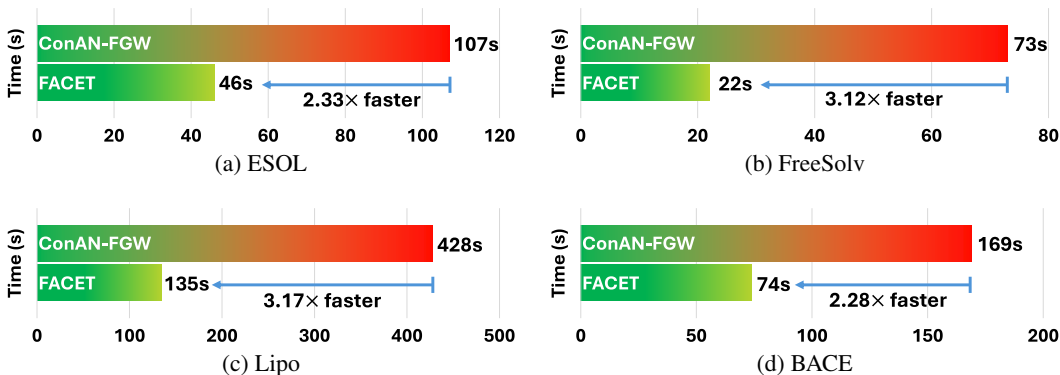 Time (s)
ConAN-FGW
107s
FACET
46s
2.33× faster
0 20 40 60 80 100 120
(a) ESOL
Time (s)
ConAN-FGW
73s
FACET
22s
3.12× faster
0 20 40 60 80
(b) FreeSolv
Time (s)
ConAN-FGW
428s
FACET
135s
3.17× faster
0 100 200 300 400 500
(c) Lipo
Time (s)
ConAN-FGW
169s
FACET
74s
2.28× faster
0 50 100 150 200
(d) BACE